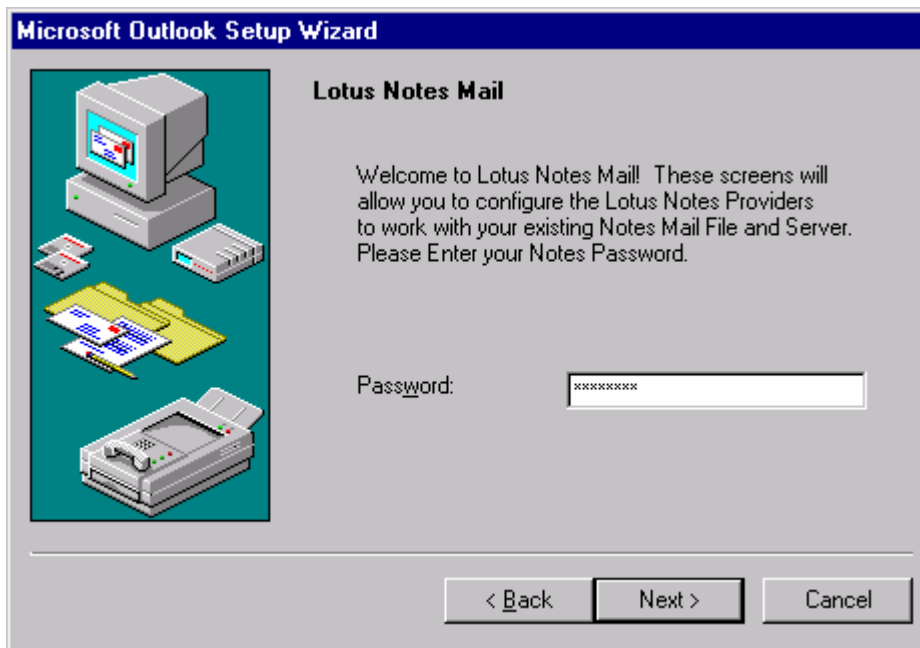 Microsoft Outlook Setup Wizard
Lotus Notes Mail
Welcome to Lotus Notes Mail!  These screens will
allow you to configure the Lotus Notes Providers
to work with your existing Notes Mail File and Server.
Please Enter your Notes Password.
Password: xxxxxxxx
< Back Next > Cancel